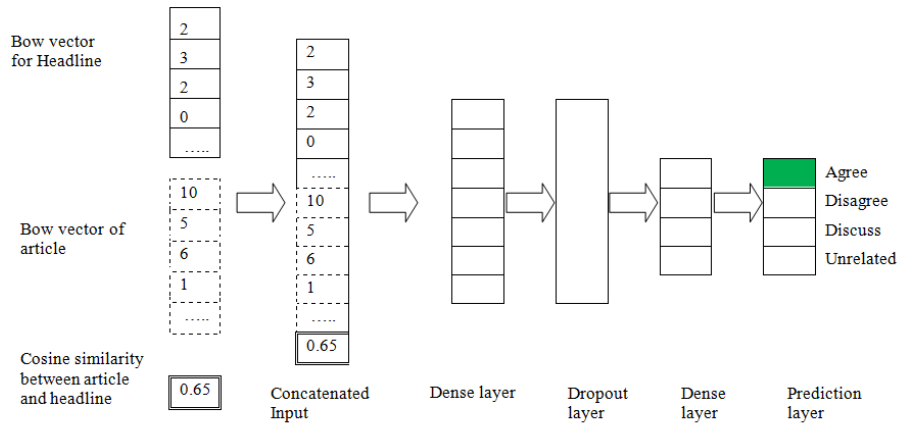 Bow vector
for Headline
2
3
2
0
.....
Bow vector of
article
10
5
6
1
.....
Cosine similarity
between article
and headline
0.65
2
3
2
0
.....
10
5
6
1
.....
0.65
Concatenated
Input
Dense layer
Dropout
layer
Dense
layer
Agree
Disagree
Discuss
Unrelated
Prediction
layer